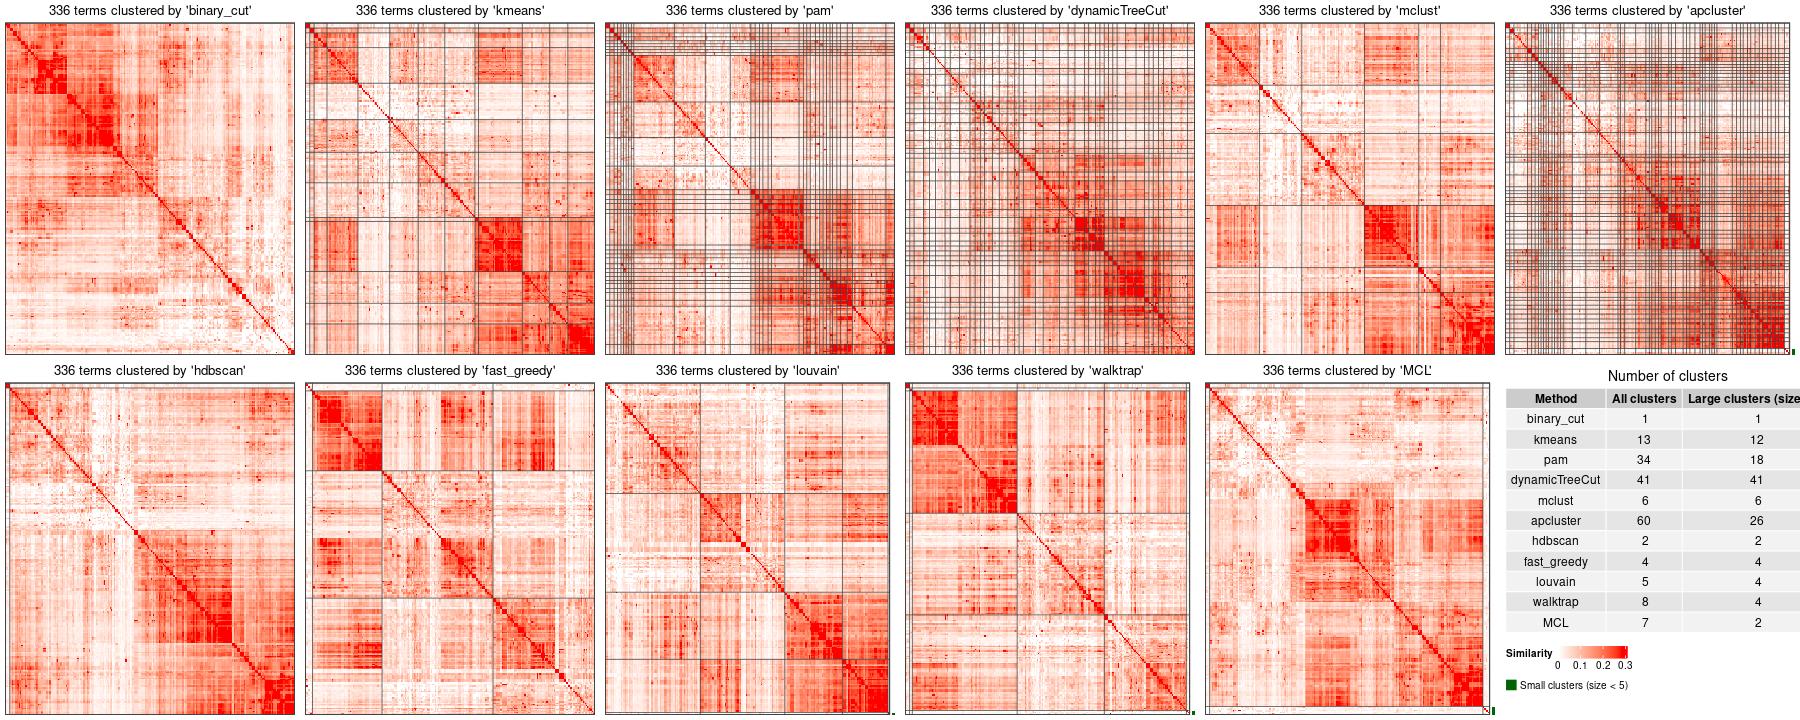 336 terms clustered by 'binary_cut'
336 terms clustered by 'kmeans'
336 terms clustered by 'pam'
336 terms clustered by 'dynamicTreeCut'
336 terms clustered by 'mclust'
336 terms clustered by 'apcluster'
336 terms clustered by 'hdbscan'
336 terms clustered by 'fast_greedy'
336 terms clustered by 'louvain'
336 terms clustered by 'walktrap'
336 terms clustered by 'MCL'
Number of clusters
Method All clusters Large clusters (size
binary_cut 1 1
kmeans 13 12
pam 34 18
dynamicTreeCut 41 41
mclust 6 6
apcluster 60 26
hdbscan 2 2
fast_greedy 4 4
louvain 5 4
walktrap 8 4
MCL 7 2
Similarity
0 0.1 0.2 0.3
Small clusters (size < 5)